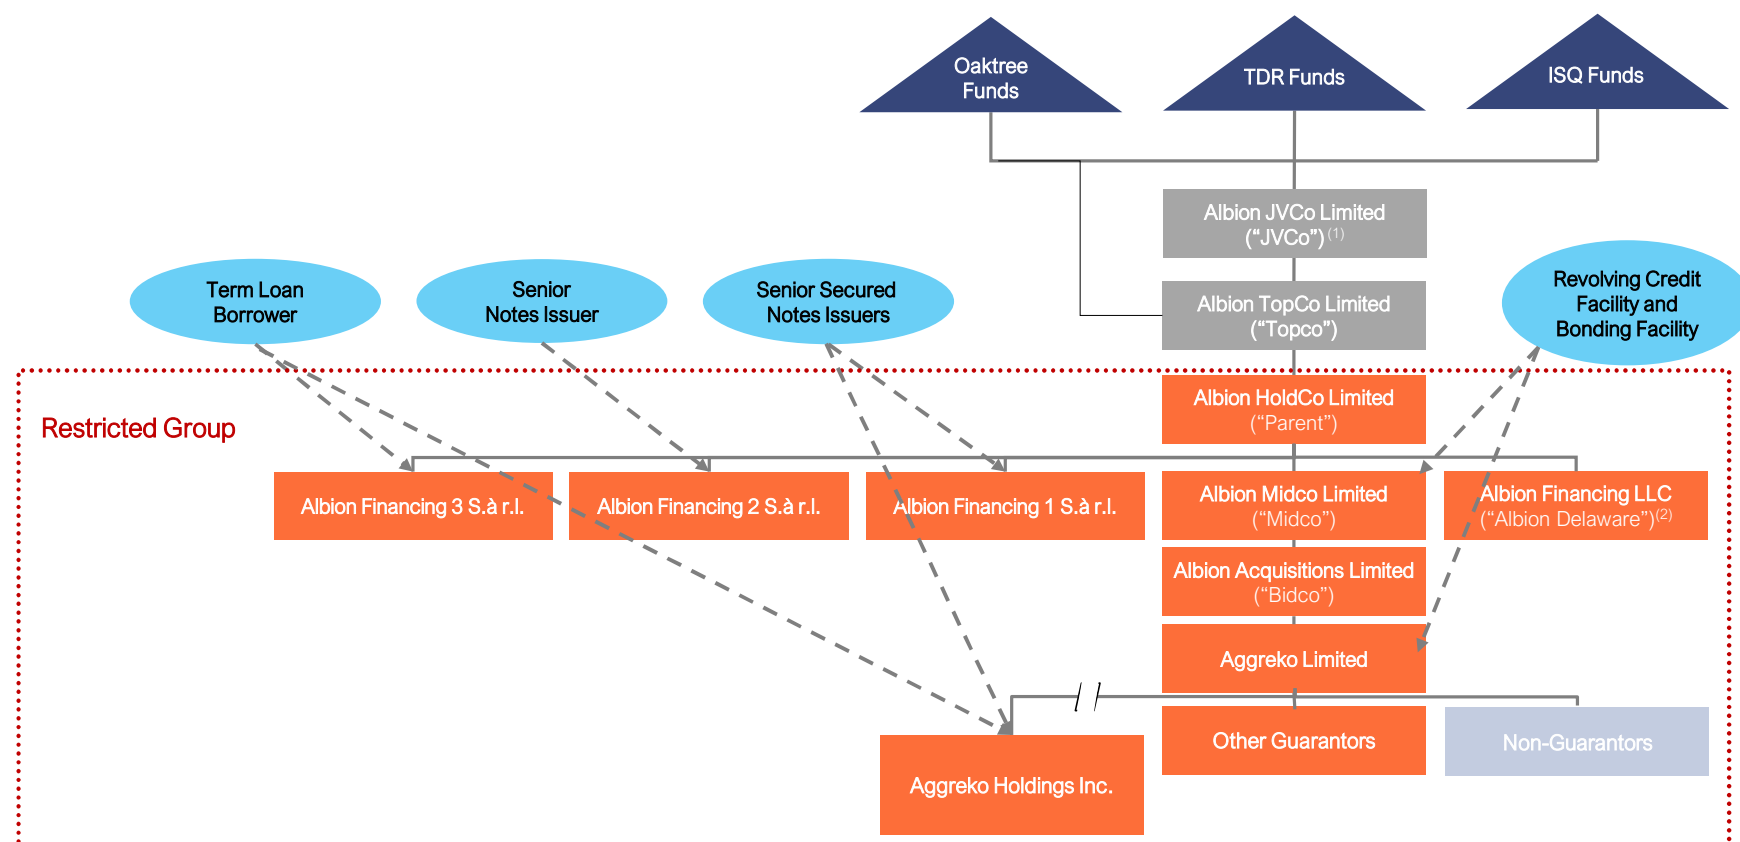 Oaktree
Funds
TDR Funds
ISQ Funds
Albion JVCo Limited
(“JVCo”)(1)
Term Loan
Borrower
Senior
Notes Issuer
Senior Secured
Notes Issuers
Albion TopCo Limited
(“Topco”)
Revolving Credit
Facility and
Bonding Facility
Restricted Group
Albion HoldCo Limited
(“Parent”)
Albion Financing 3 S.à r.l.
Albion Financing 2 S.à r.l.
Albion Financing 1 S.à r.l.
Albion Midco Limited
(“Midco”)
Albion Financing LLC
(“Albion Delaware”)(2)
Albion Acquisitions Limited
(“Bidco”)
Aggreko Limited
Aggreko Holdings Inc.
Other Guarantors
Non-Guarantors